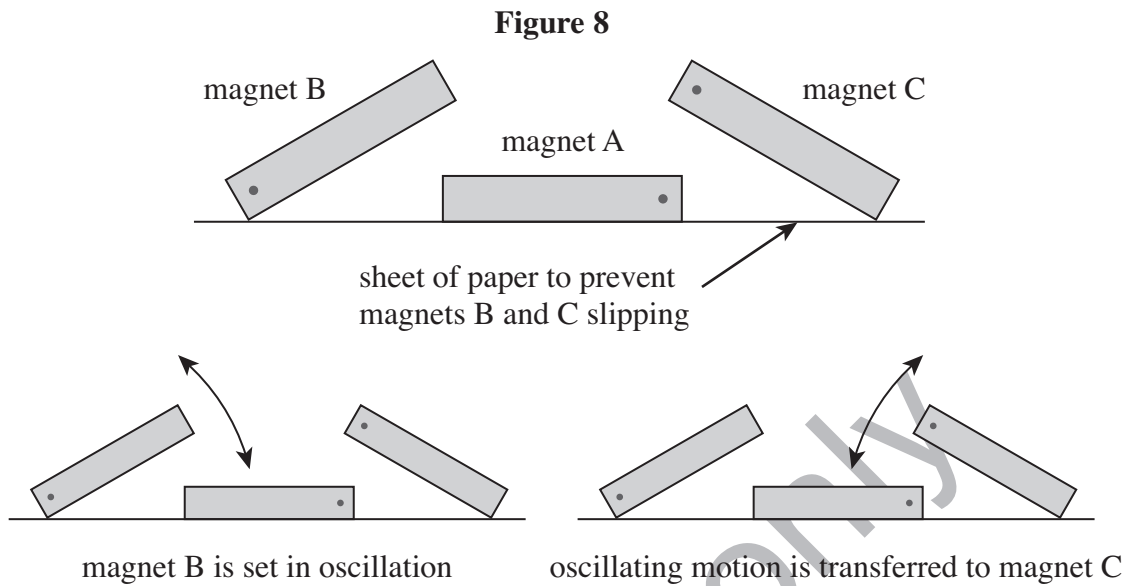 Figure 8
magnet B
magnet C
magnet A
sheet of paper to prevent
magnets B and C slipping
only
magnet B is set in oscillation
oscillating motion is transferred to magnet C